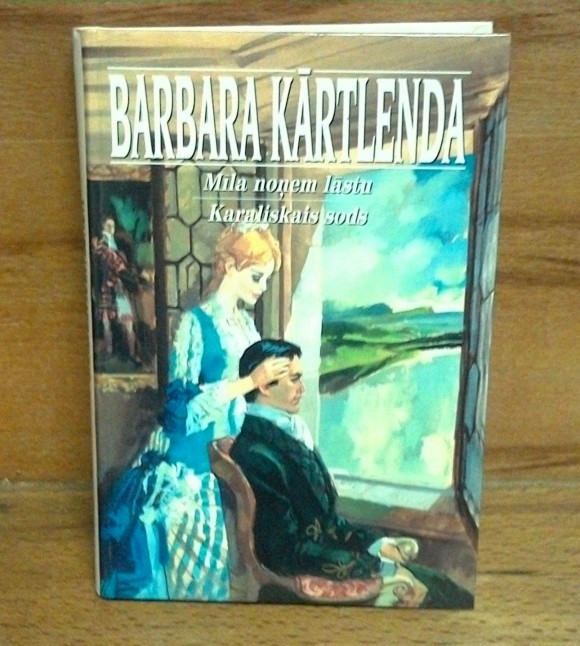 BARBARA KĀRTLENDA
Mīla noņem lāstu
Karaliskais sods